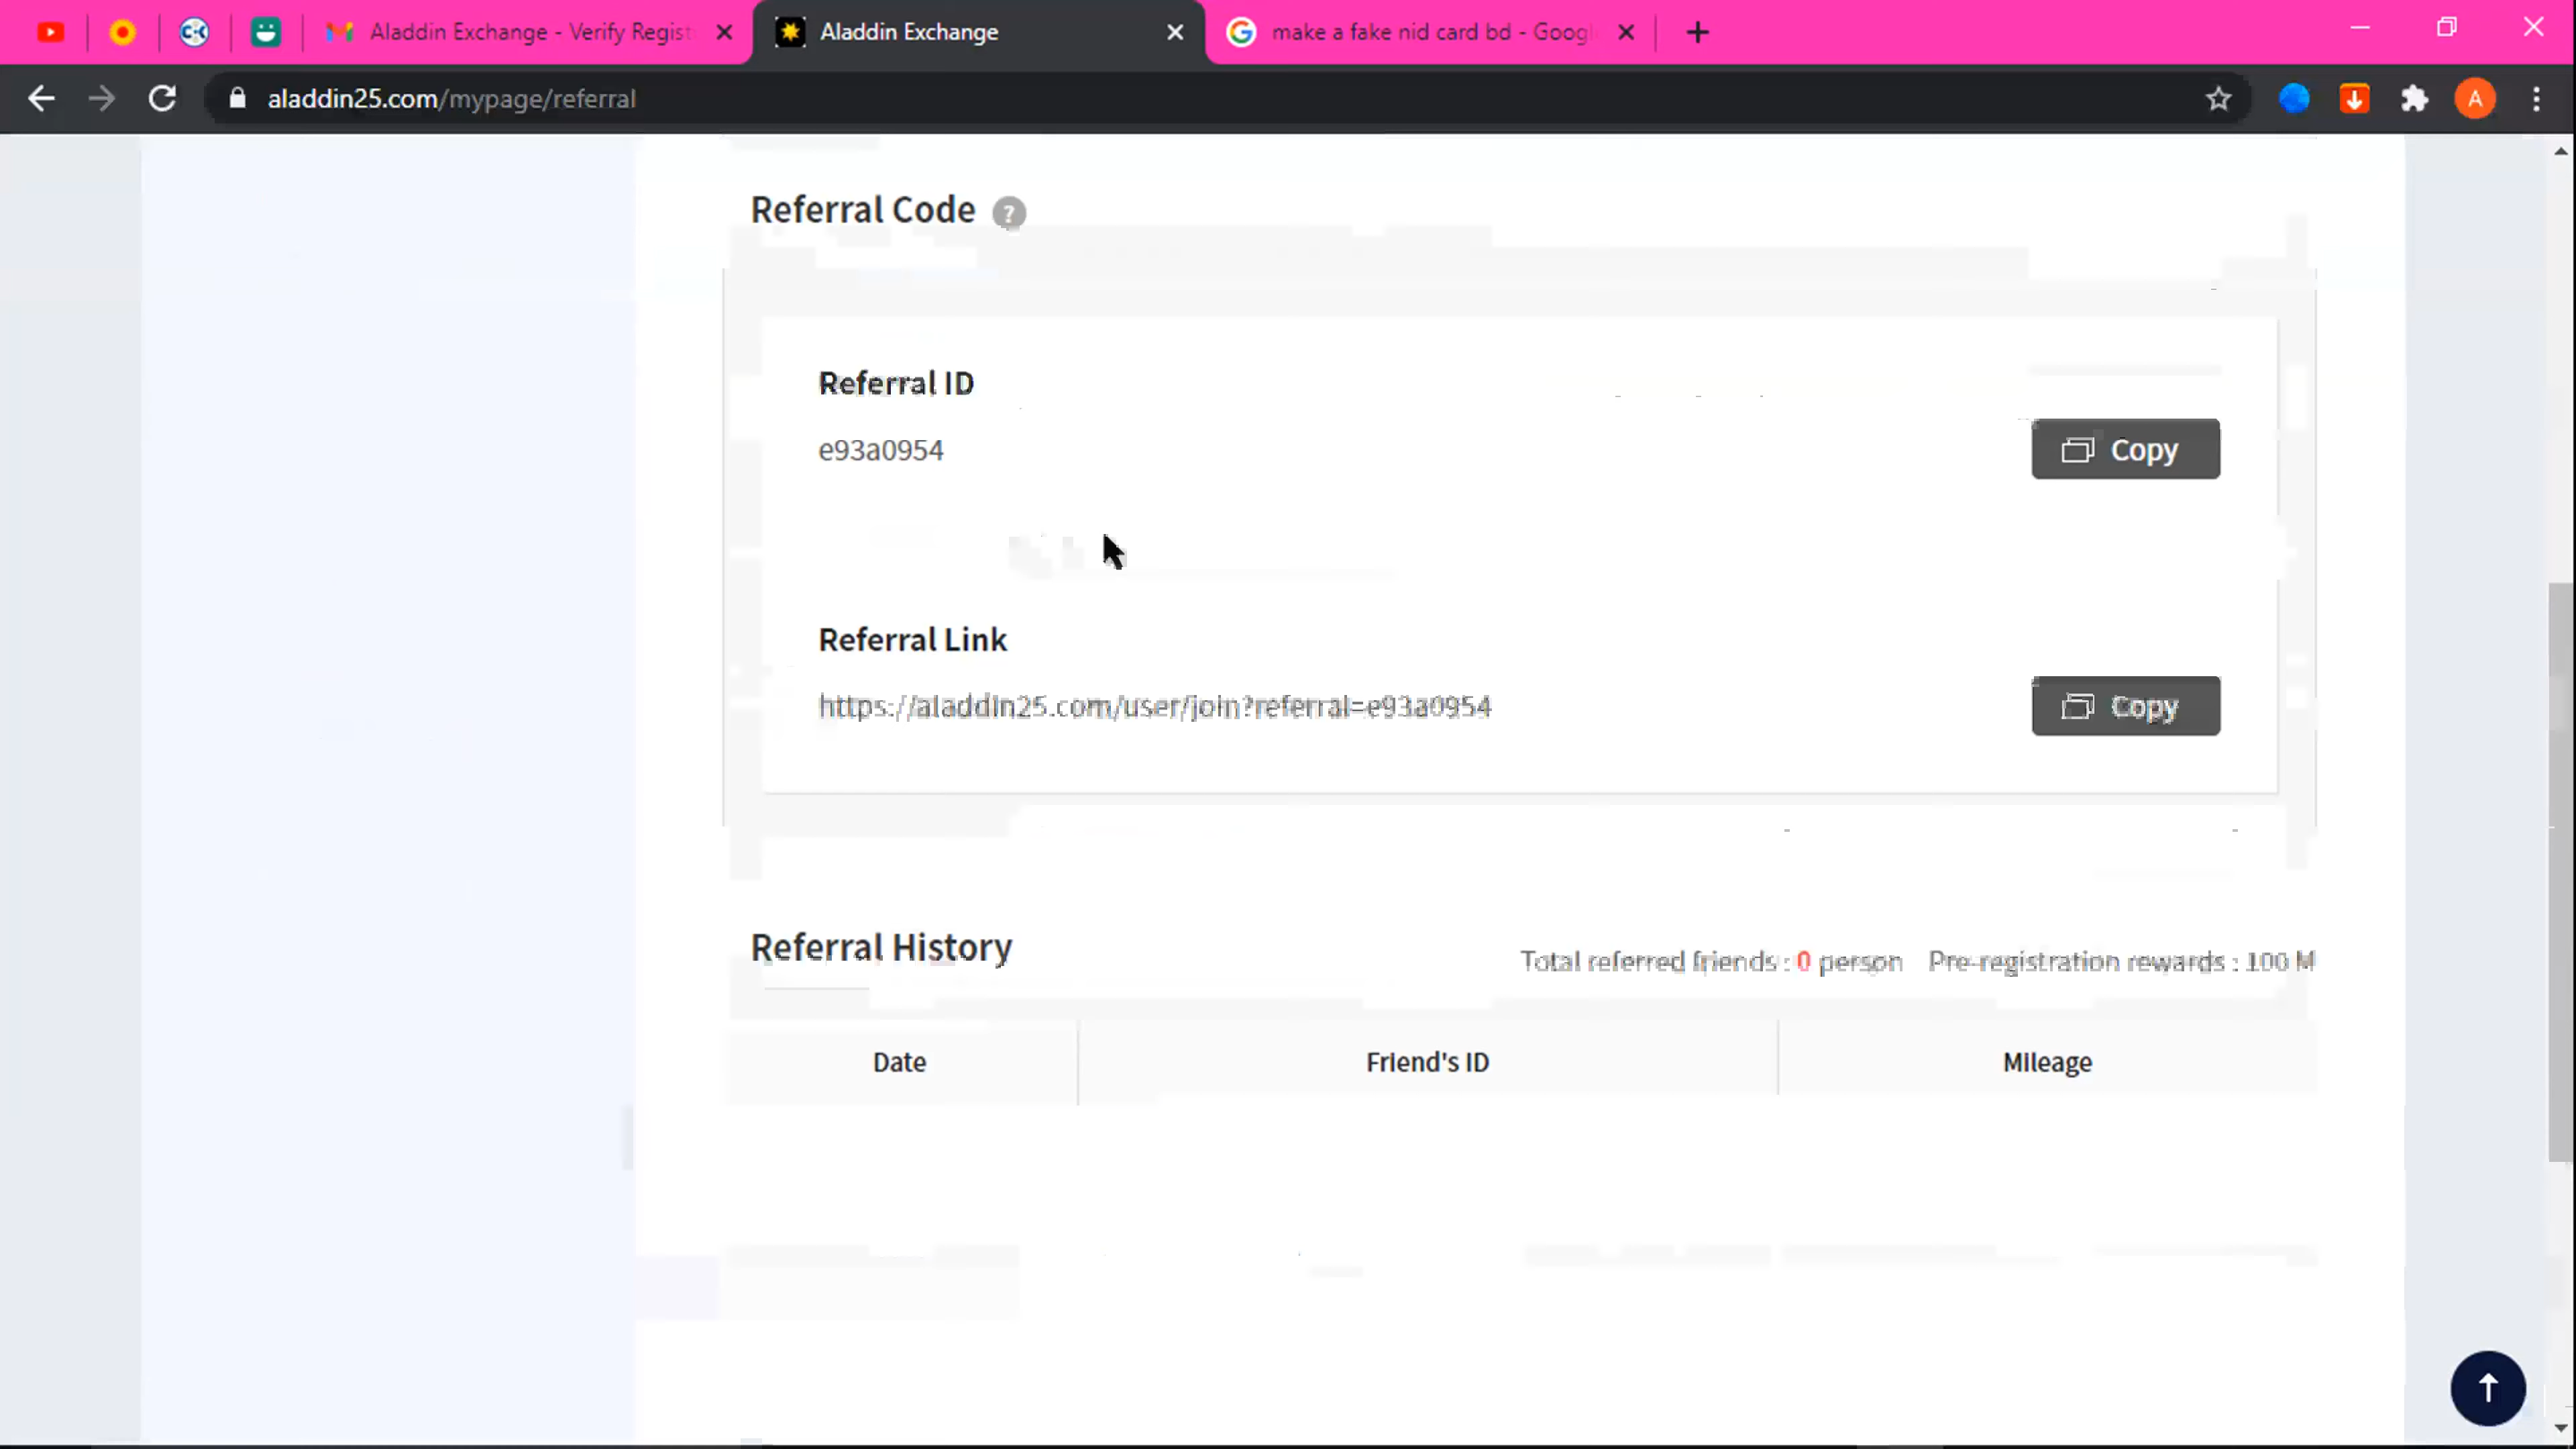 Aladdin Exchange - Verify Regist
Aladdin Exchange
make a fake nid card bd - Googl
aladdin25.com/mypage/referral
A
Referral Code ?
Referral ID
e93a0954
Copy
Referral Link
https://aladdin25.com/user/join?referral=e93a0954
Copy
Referral History
Total referred friends : 0 person Pre-registration rewards : 100 M
Date Friend's ID Mileage